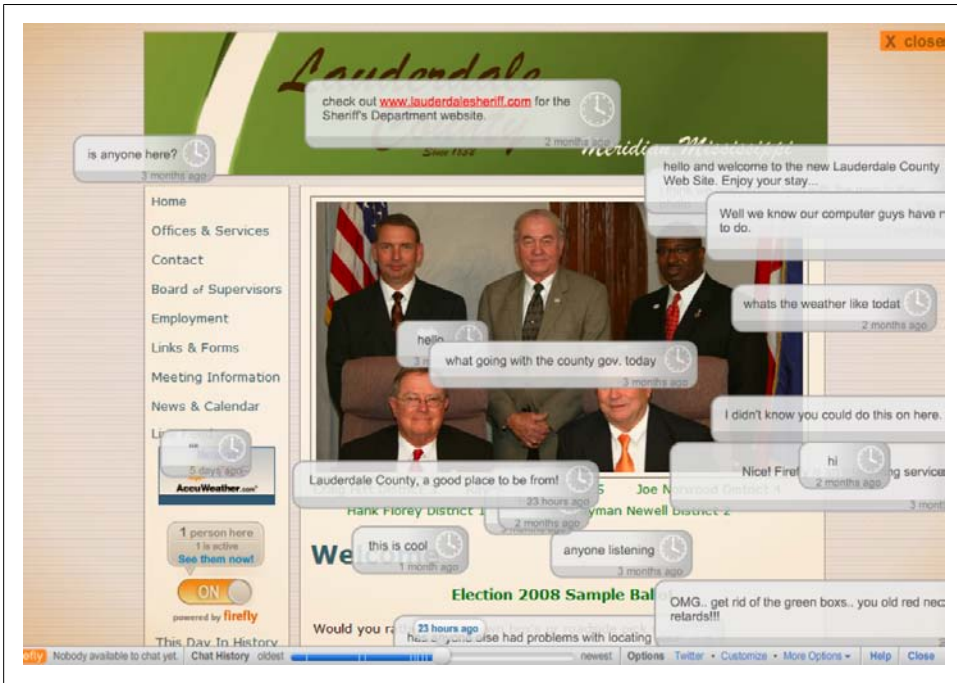 X close
Lauderdale
County
Since 1833
Meridian Mississippi
check out www.lauderdalesheriff.com for the
Sheriff's Department website.
2 months ago
is anyone here?
3 months ago
hello and welcome to the new Lauderdale County
Web Site. Enjoy your stay...
Well we know our computer guys have
to do.
Home
Offices & Services
Contact
Board of Supervisors
Employment
Links & Forms
Meeting Information
News & Calendar
whats the weather like todat
2 months ago
hello
what going with the county gov. today
3 months ago
I didn't know you could do this on here.
5 days ago
AccuWeather.com
hi
2 months ago
Nice!
service
Lauderdale County, a good place to be from!
23 hours ago
Joe Norwood District 4
Hank Florey District 1
2 months ago
Wyman Newell District 2
1 person here
1 is active
See them now!
ON
powered by firefly
this is cool
1 month ago
anyone listening
3 months ago
Welcome
Election 2008 Sample
OMG.. get rid of the green boxs.. you old red nec
retards!!!
Would you
23 hours ago
has anyone else had problems with locating
This Day In History
Nobody available to chat yet. Chat History oldest newest Options Twitter • Customize • More Options Help Close